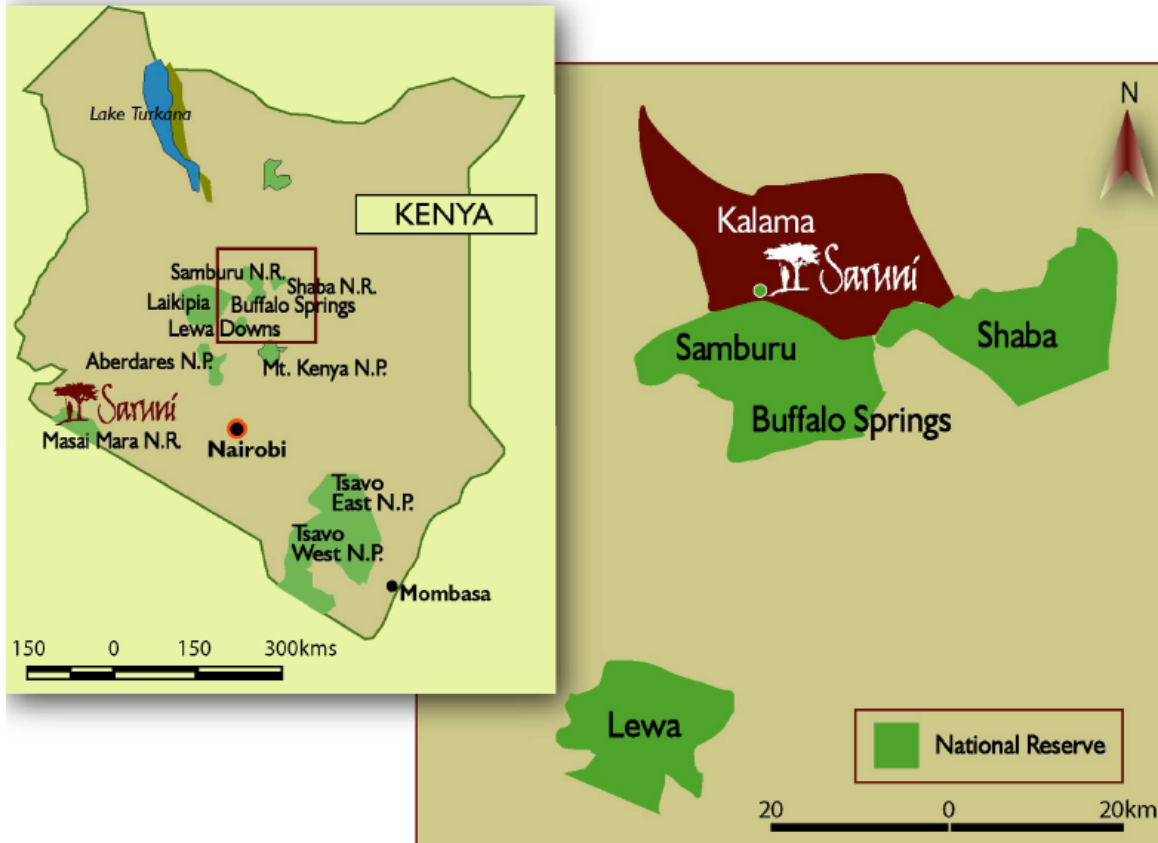 Lake Turkana
KENYA
Samburu N.R.
Shaba N.R.
Laikipia
Buffalo Springs
Lewa Downs
Aberdares N.P.
Mt. Kenya N.P.
Saruni
Masai Mara N.R.
Nairobi
Tsavo
East N.P.
Tsavo
West N.P.
Mombasa
150 0 150 300kms
N
Kalama
Saruni
Samburu
Shaba
Buffalo Springs
Lewa
National Reserve
20 0 20km